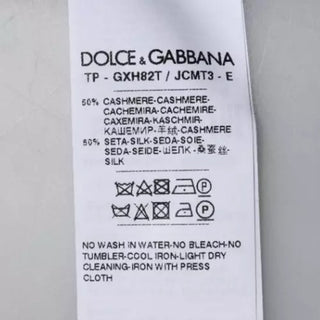 DOLCE & GABBANA
TP - GXH82T / JCMT3 - E
50% CASHMERE-CASHMERE-
CACHEMIRA-CACHEMIRE-
CAXEMIRA-KASCHMIR-
КАШЕМИР-羊绒-CASHMERE
50% SETA-SILK-SEDA-SOIE-
SEDA-SEIDE-ШЕЛК-桑蚕丝-
SILK
P
P
NO WASH IN WATER-NO BLEACH-NO
TUMBLER-COOL IRON-LIGHT DRY
CLEANING-IRON WITH PRESS
CLOTH